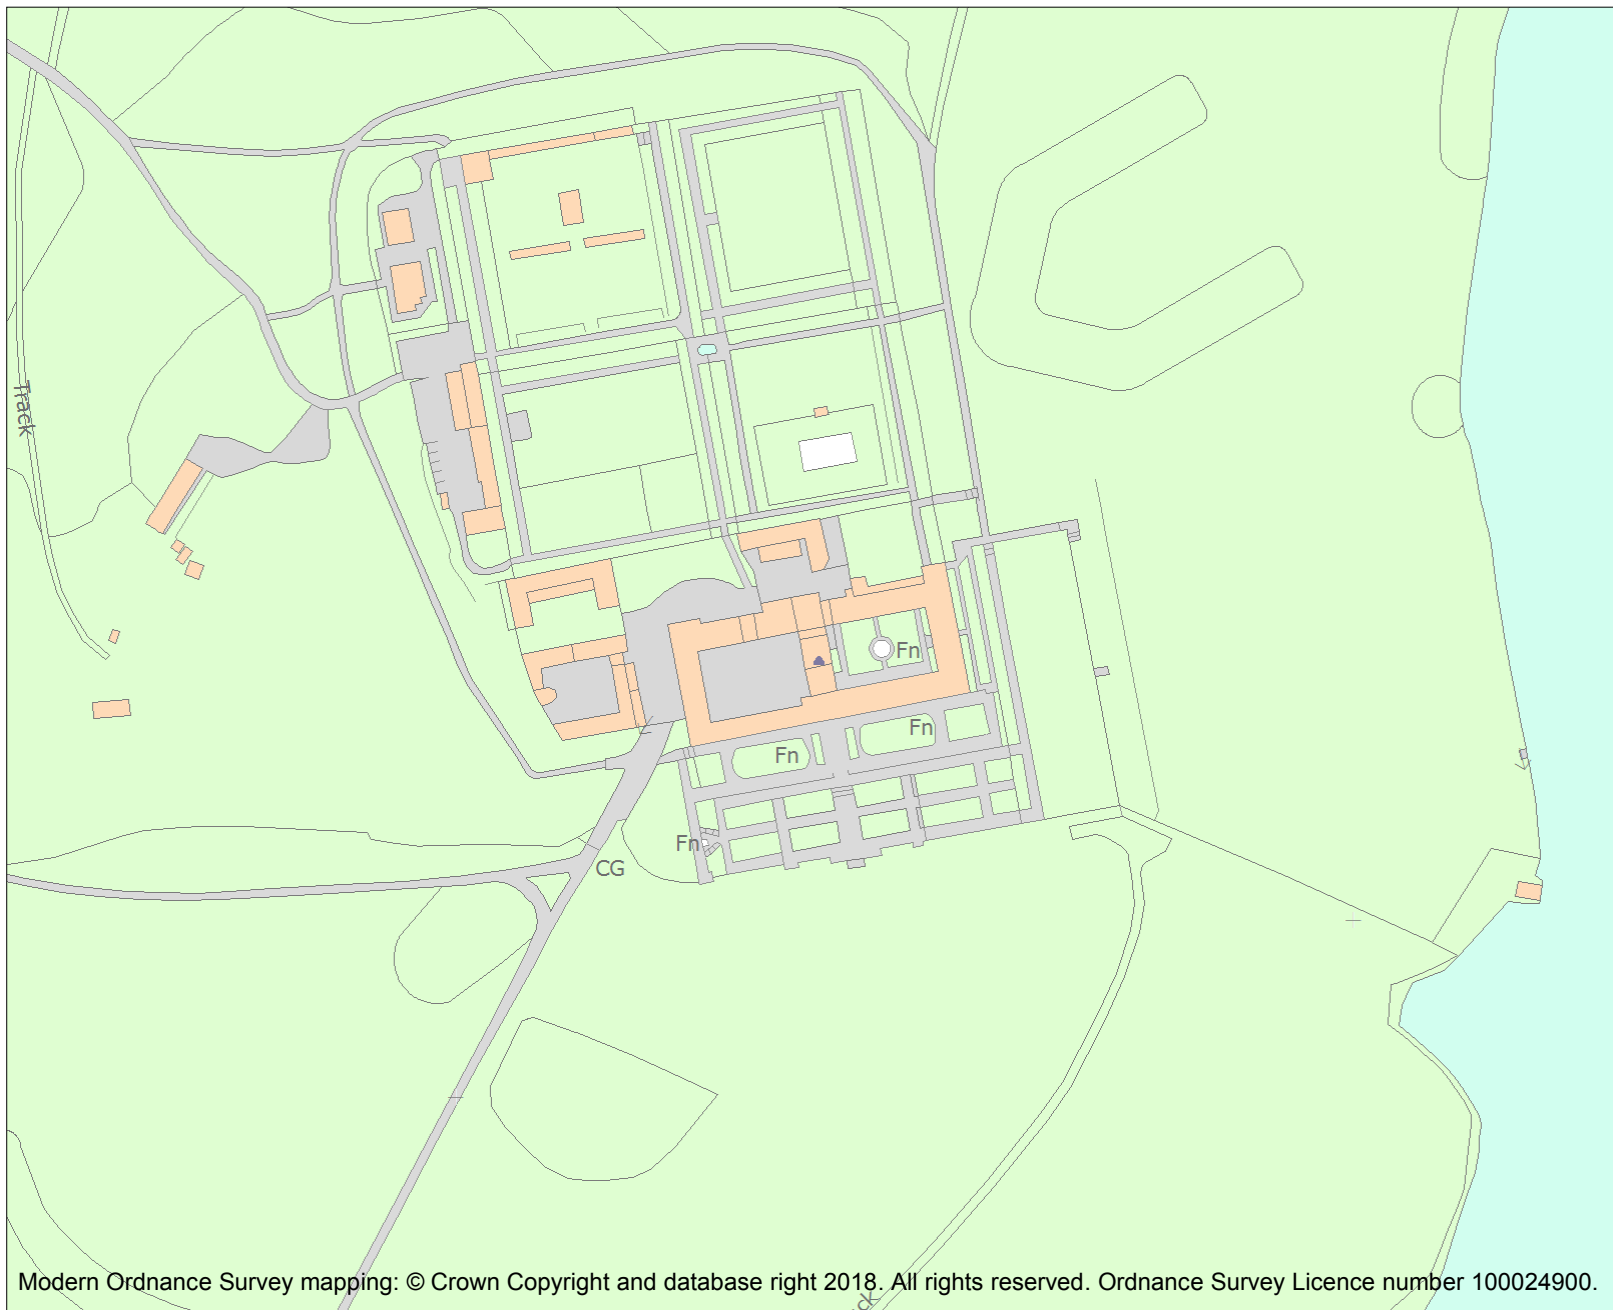 Track
Fn
Fn
Fn
Fn
CG
Modern Ordnance Survey mapping: © Crown Copyright and database right 2018. All rights reserved. Ordnance Survey Licence number 100024900.